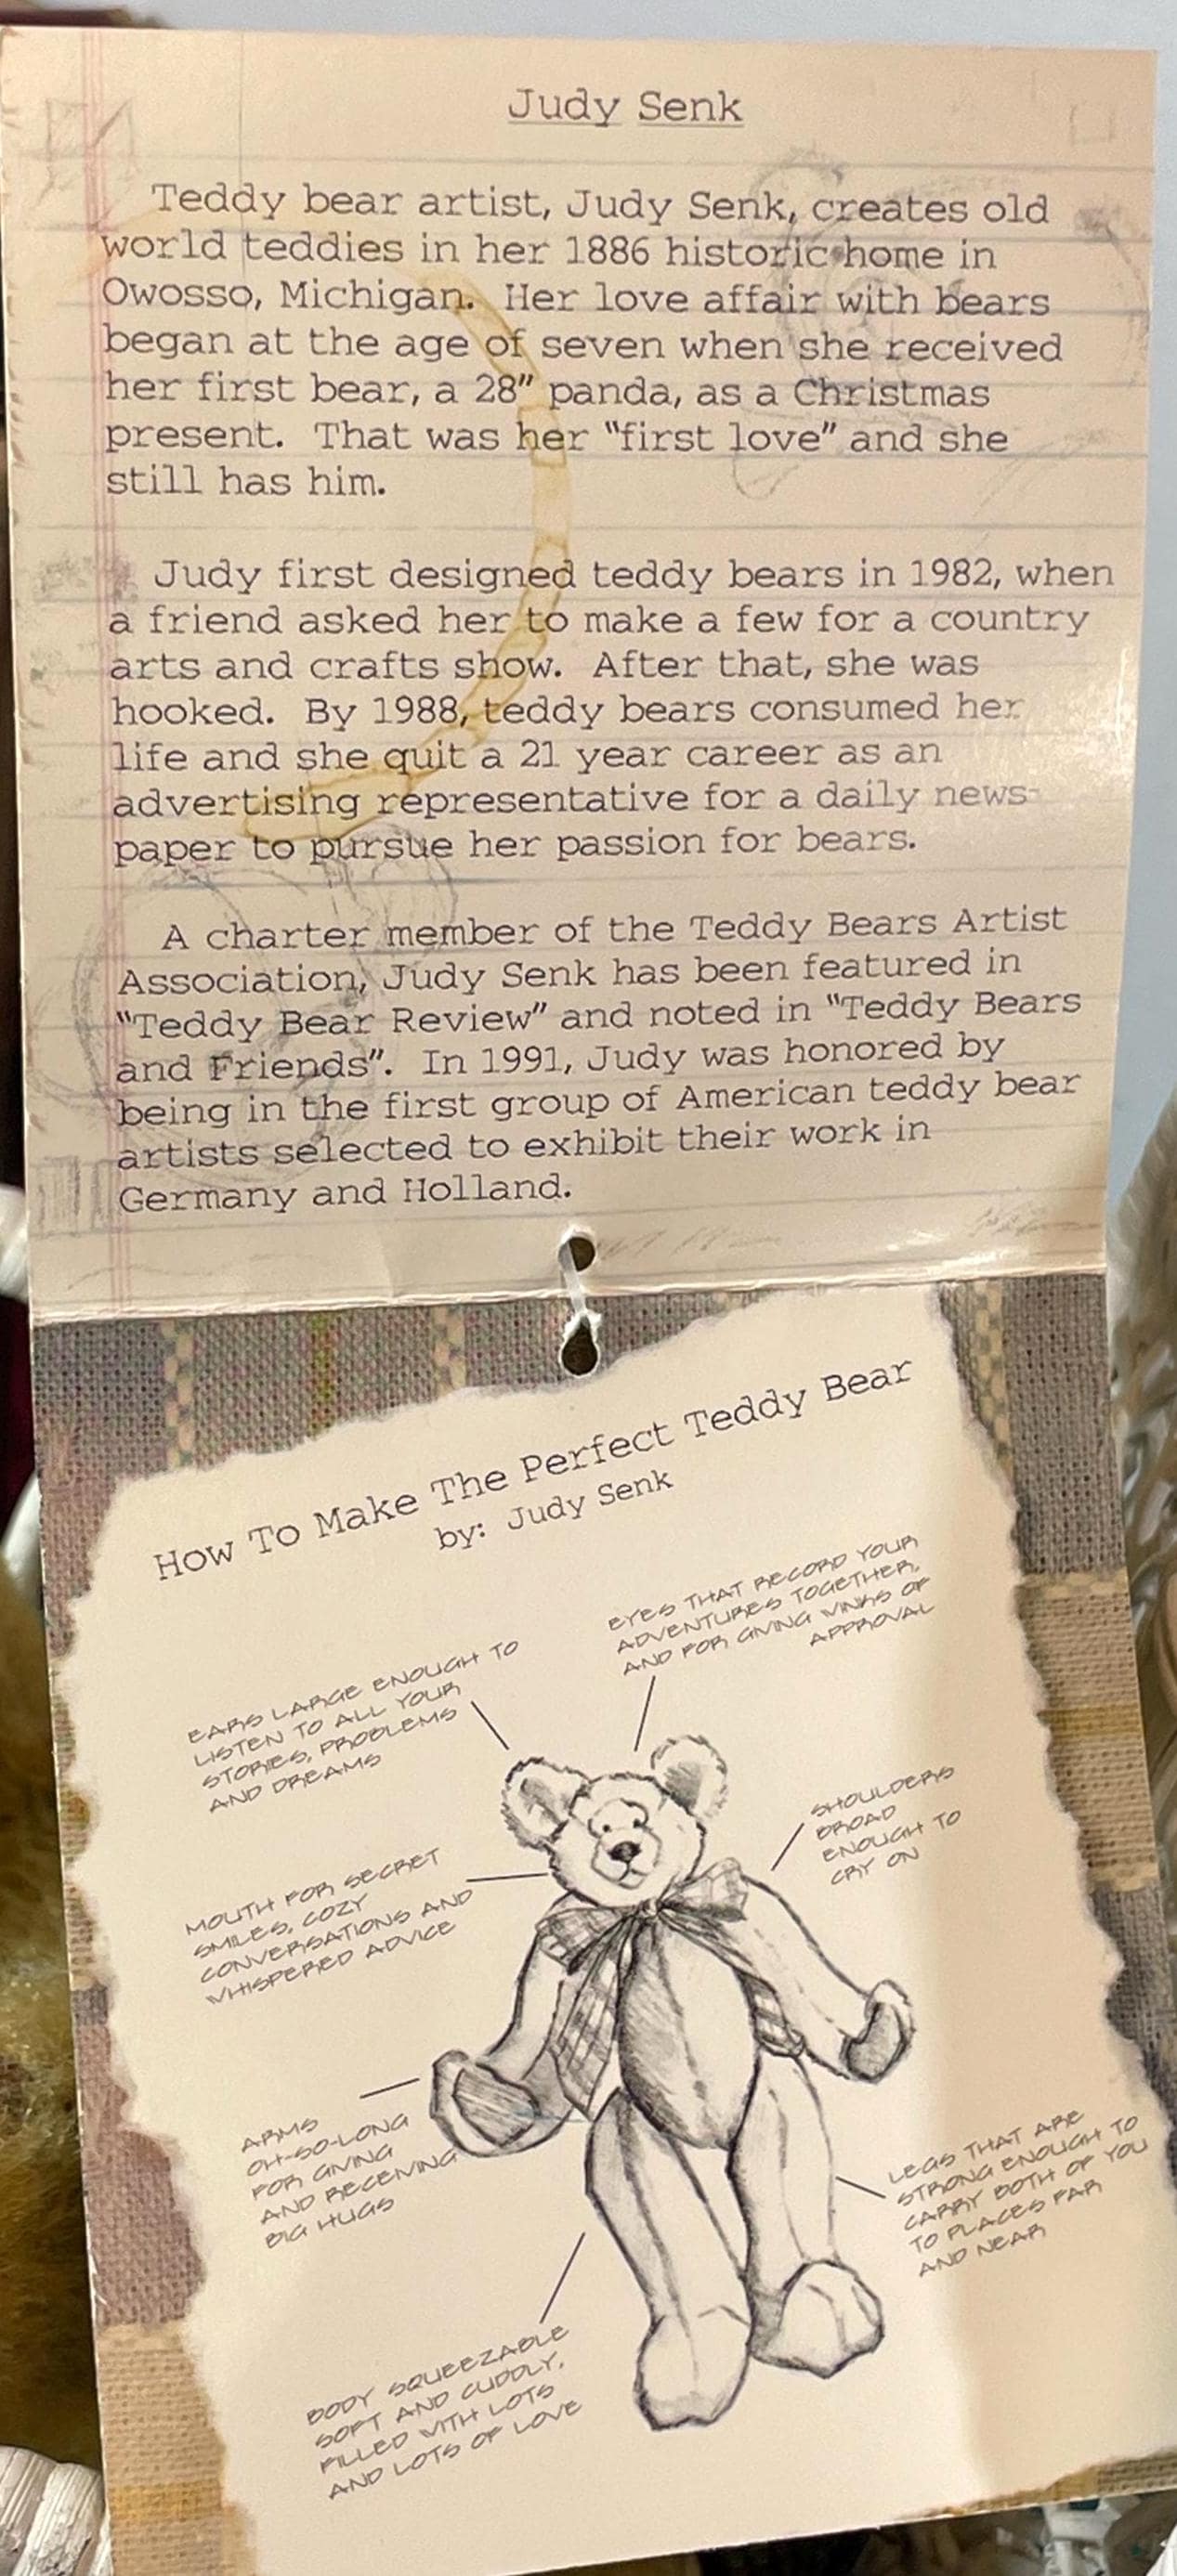 Judy Senk
Teddy bear artist, Judy Senk, creates old
world teddies in her 1886 historic home in
Owosso, Michigan. Her love affair with bears
began at the age of seven when she received
her first bear, a 28" panda, as a Christmas
present. That was her "first love" and she
still has him.
Judy first designed teddy bears in 1982, when
a friend asked her to make a few for a country
arts and crafts show. After that, she was
hooked. By 1988, teddy bears consumed her
life and she quit a 21 year career as an
advertising representative for a daily news-
paper to pursue her passion for bears.
A charter member of the Teddy Bears Artist
Association, Judy Senk has been featured in
"Teddy Bear Review" and noted in "Teddy Bears
and Friends". In 1991, Judy was honored by
being in the first group of American teddy bear
artists selected to exhibit their work in
Germany and Holland.
How To Make The Perfect Teddy Bear
by: Judy Senk
EYES THAT RECORD YOUR
ADVENTURES TOGETHER,
AND FOR GIVING WINKS OF
APPROVAL
EARS LARGE ENOUGH TO
LISTEN TO ALL YOUR
STORIES, PROBLEMS
AND DREAMS
SHOULDERS
BROAD
ENOUGH TO
CRY ON
MOUTH FOR SECRET
SMILES, COZY
CONVERSATIONS AND
WHISPERED ADVICE
ARMS
OH-SO-LONG
FOR GIVING
AND RECEIVING
BIG HUGS
LEGS THAT ARE
STRONG ENOUGH TO
CARRY BOTH OF YOU
TO PLACES FAR
AND NEAR
BODY SQUEEZABLE
SOFT AND CUDDLY,
FILLED WITH LOTS
AND LOTS OF LOVE